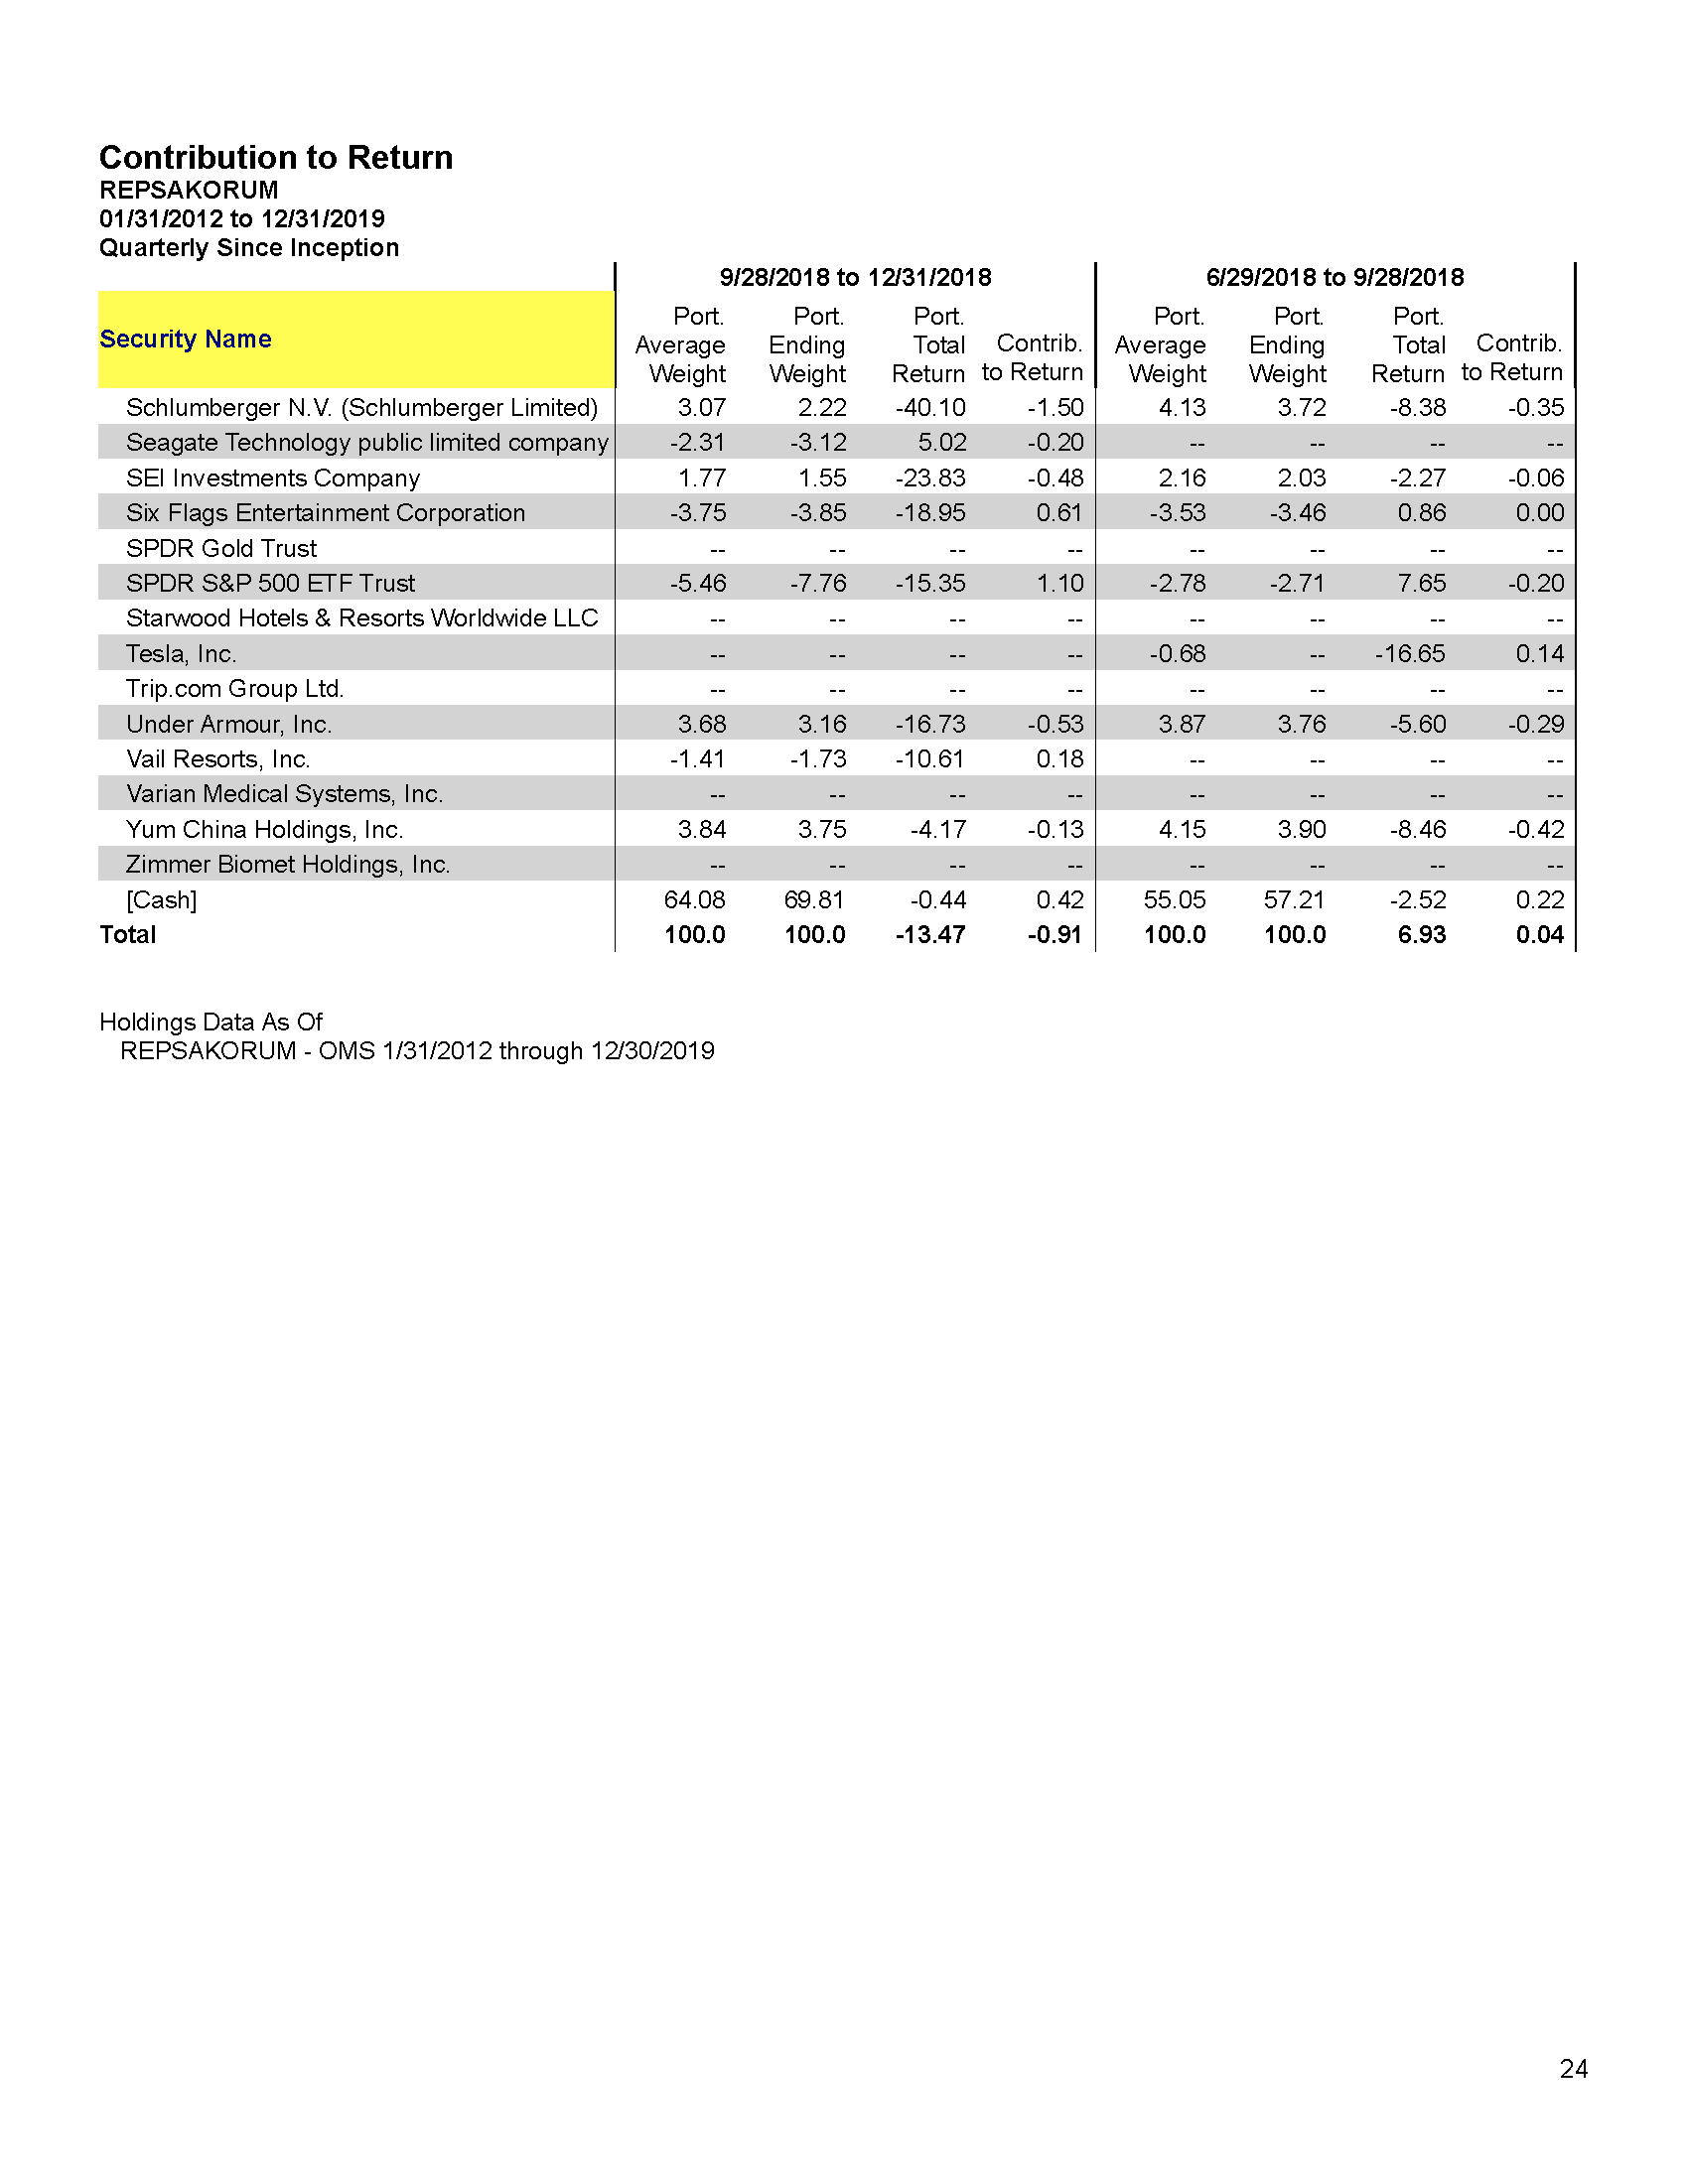 Contribution to Return
REPSAKORUM
01/31/2012 to 12/31/2019
Quarterly Since Inception
9/28/2018 to 12/31/2018 6/29/2018 to 9/28/2018
Security Name Port. Average Weight Port. Ending Weight Port. Total Return Contrib. to Return Port. Average Weight Port. Ending Weight Port. Total Return Contrib. to Return
Schlumberger N.V. (Schlumberger Limited) 3.07 2.22 -40.10 -1.50 4.13 3.72 -8.38 -0.35
Seagate Technology public limited company -2.31 -3.12 5.02 -0.20 -- -- -- --
SEI Investments Company 1.77 1.55 -23.83 -0.48 2.16 2.03 -2.27 -0.06
Six Flags Entertainment Corporation -3.75 -3.85 -18.95 0.61 -3.53 -3.46 0.86 0.00
SPDR Gold Trust -- -- -- -- -- -- -- --
SPDR S&P 500 ETF Trust -5.46 -7.76 -15.35 1.10 -2.78 -2.71 7.65 -0.20
Starwood Hotels & Resorts Worldwide LLC -- -- -- -- -- -- -- --
Tesla, Inc. -- -- -- -- -0.68 -- -16.65 0.14
Trip.com Group Ltd. -- -- -- -- -- -- -- --
Under Armour, Inc. 3.68 3.16 -16.73 -0.53 3.87 3.76 -5.60 -0.29
Vail Resorts, Inc. -1.41 -1.73 -10.61 0.18 -- -- -- --
Varian Medical Systems, Inc. -- -- -- -- -- -- -- --
Yum China Holdings, Inc. 3.84 3.75 -4.17 -0.13 4.15 3.90 -8.46 -0.42
Zimmer Biomet Holdings, Inc. -- -- -- -- -- -- -- --
[Cash] 64.08 69.81 -0.44 0.42 55.05 57.21 -2.52 0.22
Total 100.0 100.0 -13.47 -0.91 100.0 100.0 6.93 0.04
Holdings Data As Of
REPSAKORUM - OMS 1/31/2012 through 12/30/2019
24